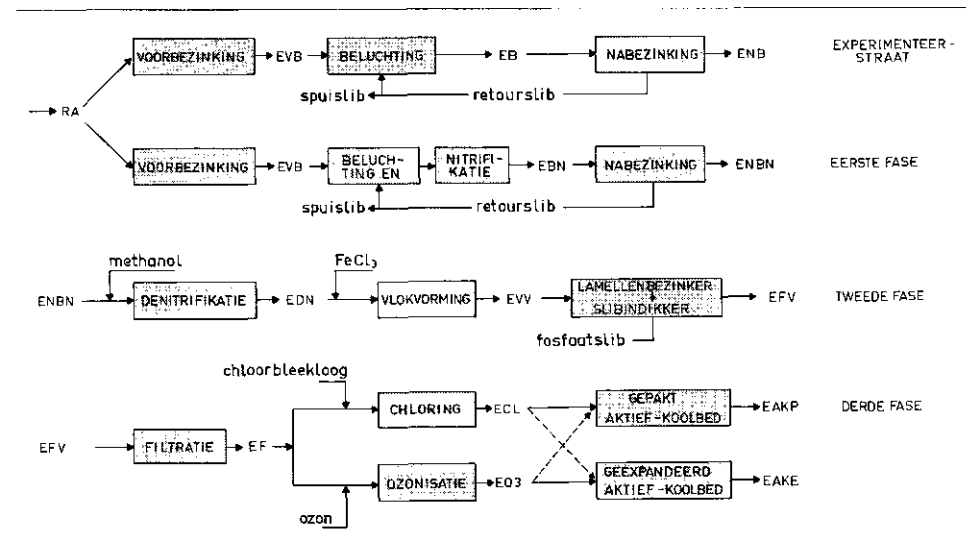 VOORBEZINKING EVB BELUCHTING EB NABEZINKING ENB EXPERIMENTEER-
STRAAT
spuislib retourslib
RA
VOORBEZINKING EVB BELUCH-
TING EN NITRIFI-
KATIE EBN NABEZINKING ENBN EERSTE FASE
spuislib retourslib
methanol FeCl3
ENBN DENITRIFIKATIE EDN VLOKVORMING EVV LAMELLENBEZINKER
SLIBINDIKKER EFV TWEEDE FASE
fosfaatslib
chloorbleekloog
CHLORING ECL GEPAKT
AKTIEF-KOOLBED EAKP DERDE FASE
EFV FILTRATIE EF
OZONISATIE EO3 GEËXPANDEERD
AKTIEF-KOOLBED EAKE
ozon